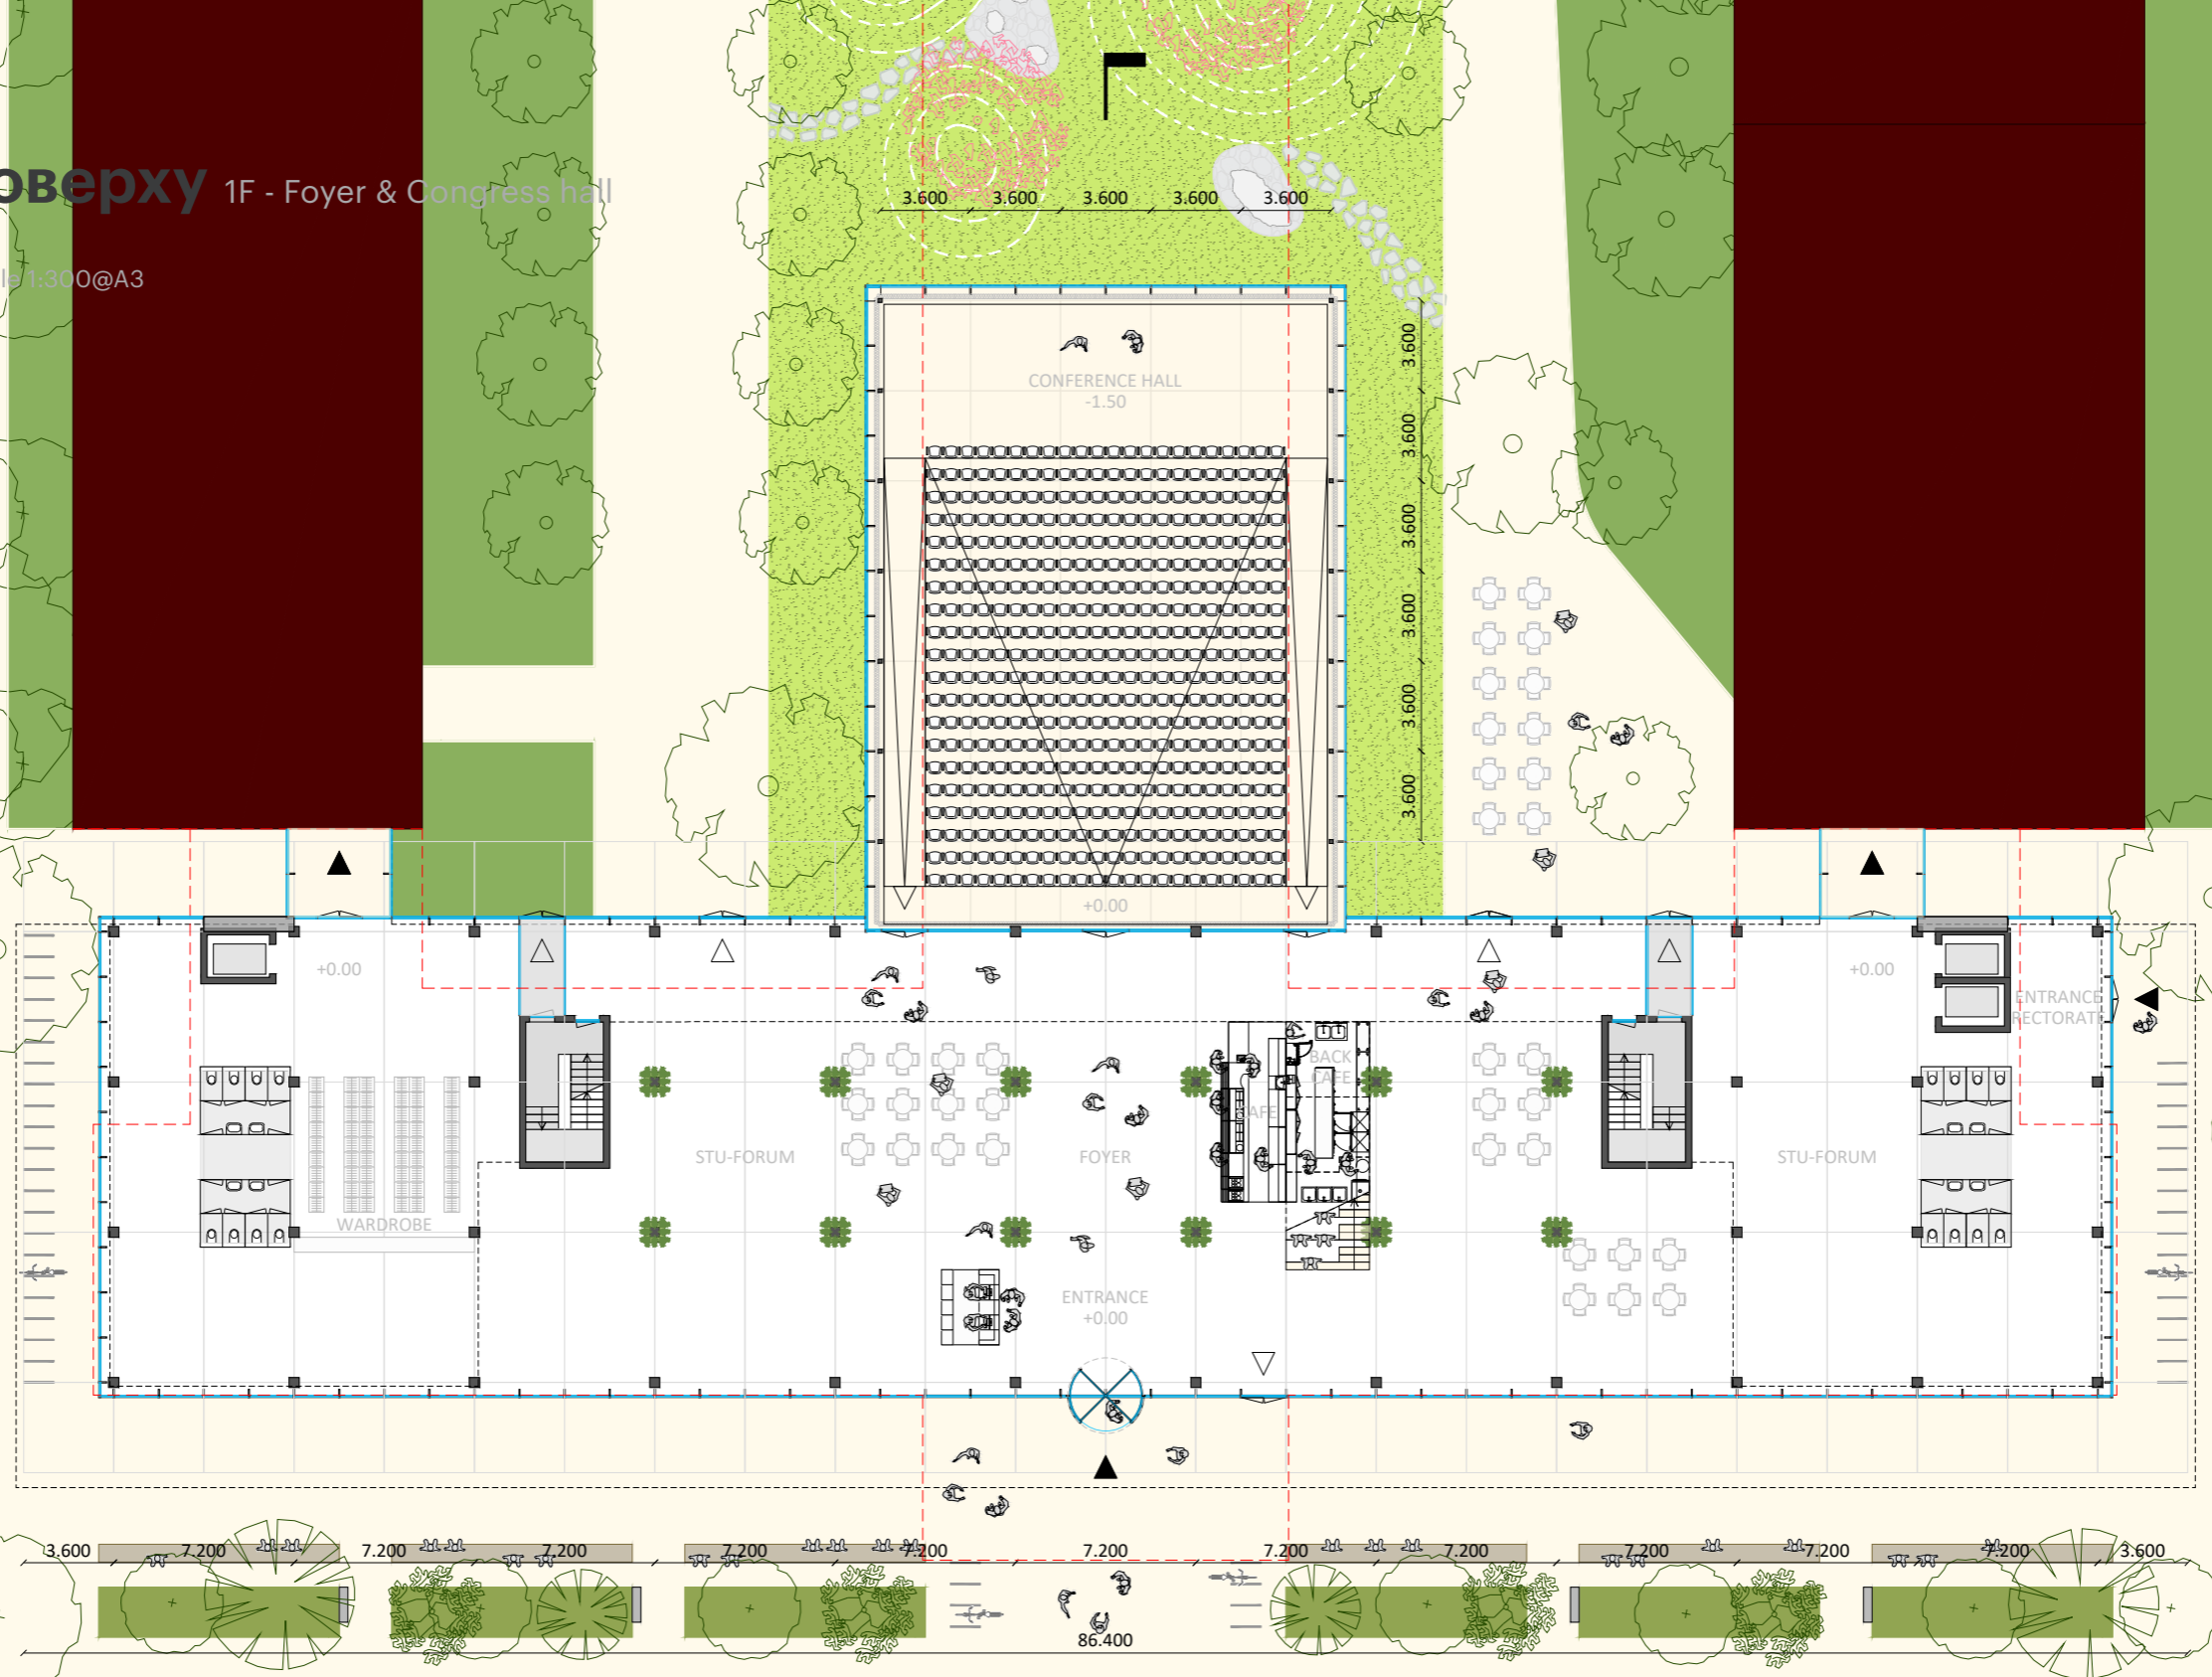 оверху 1F - Foyer & Congress hall
le 1:300@A3
3.600 3.600 3.600 3.600 3.600
CONFERENCE HALL
-1.50
3.600
3.600
3.600
3.600
3.600
3.600
+0.00
+0.00
+0.00
ENTRANCE
RECTORATE
BACK
CAFE
CAFE
STU-FORUM
FOYER
STU-FORUM
WARDROBE
ENTRANCE
+0.00
3.600 7.200 7.200 7.200 7.200 7.200 7.200 7.200 7.200 7.200 7.200 7.200 3.600
86.400